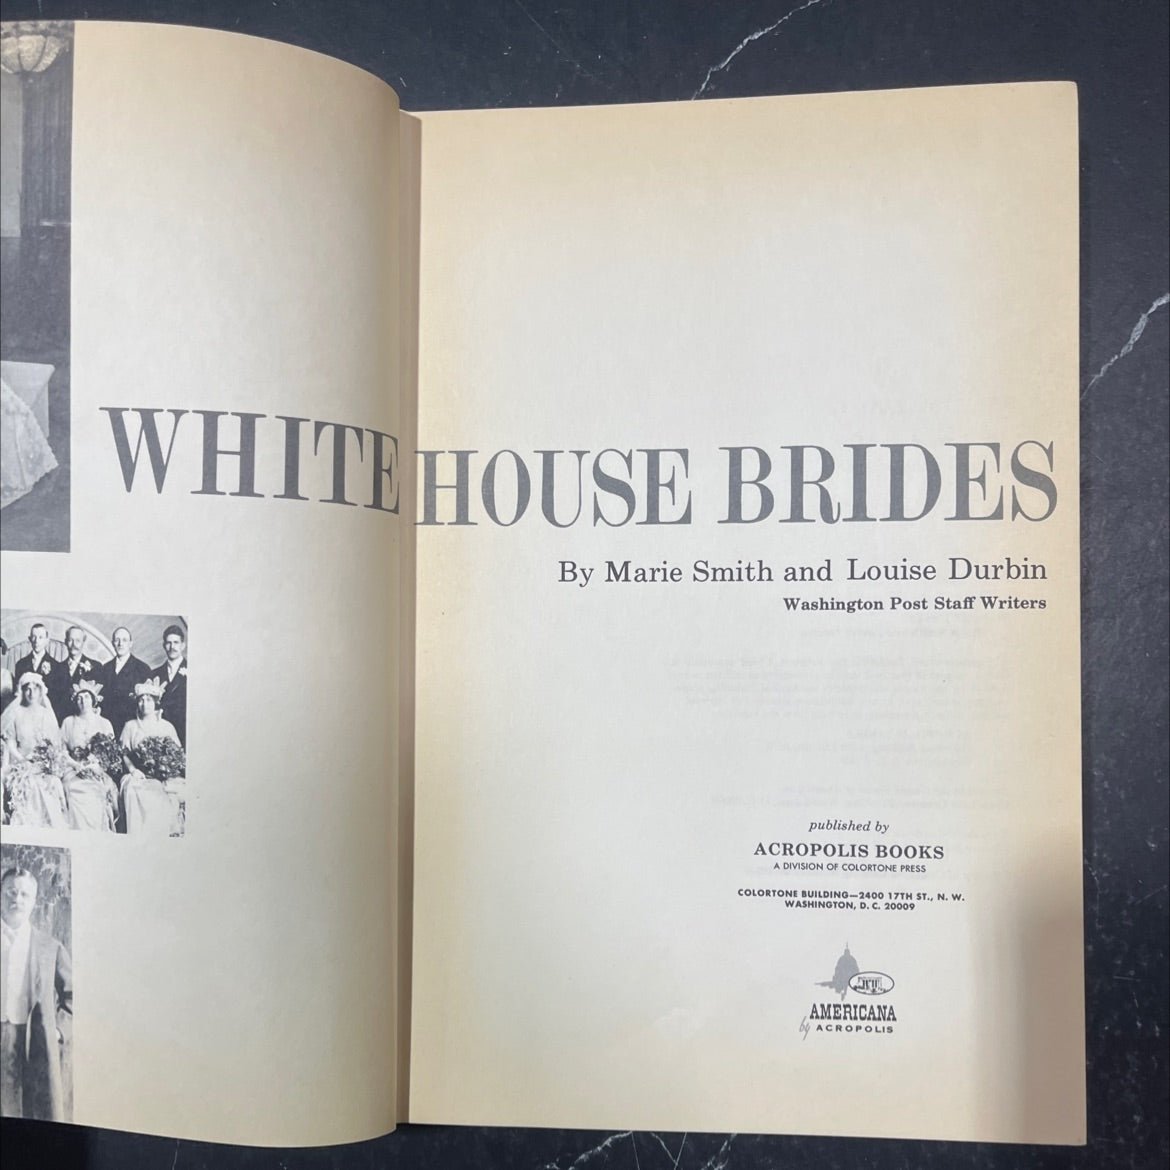 WHITE HOUSE BRIDES
By Marie Smith and Louise Durbin
Washington Post Staff Writers
published by
ACROPOLIS BOOKS
A DIVISION OF COLORTONE PRESS
COLORTONE BUILDING—2400 17TH ST., N. W.
WASHINGTON, D. C. 20009
AMERICANA
by ACROPOLIS